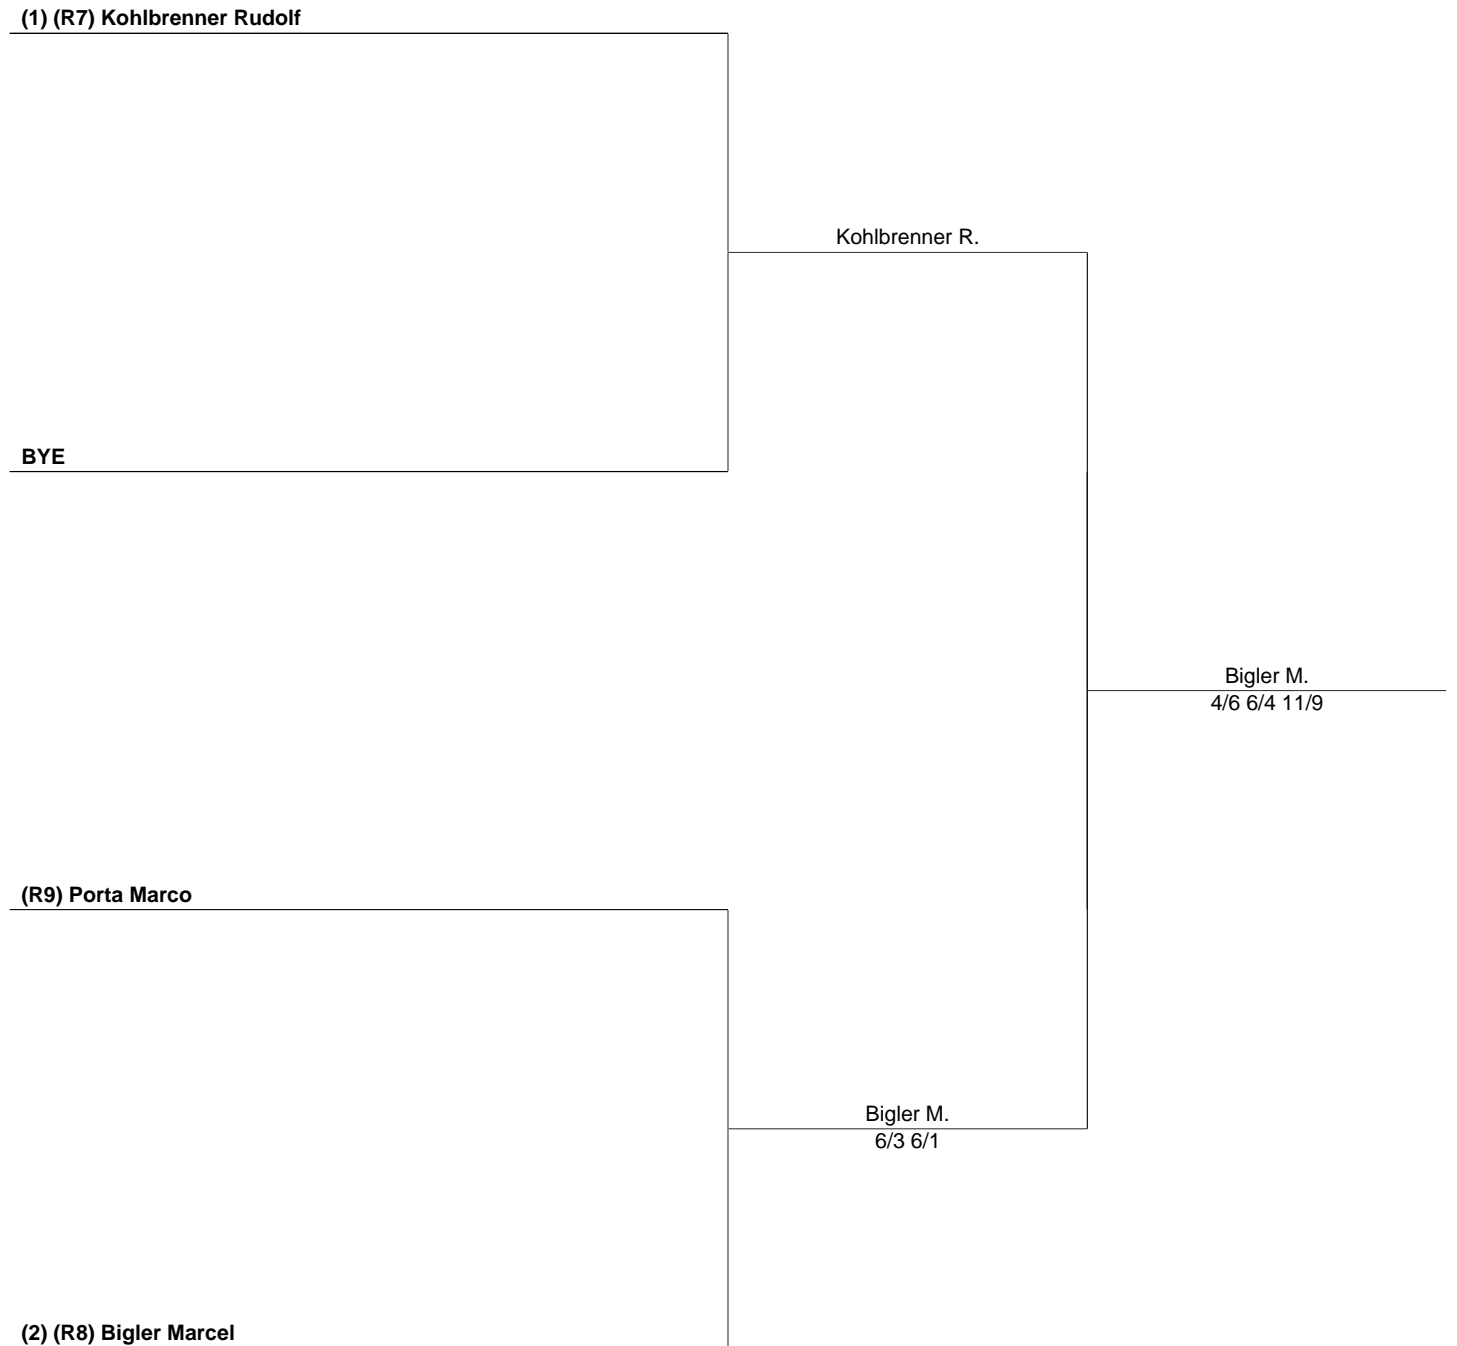 (1) (R7) Kohlbrenner Rudolf
Kohlbrenner R.
BYE
Bigler M.
4/6 6/4 11/9
(R9) Porta Marco
Bigler M.
6/3 6/1
(2) (R8) Bigler Marcel